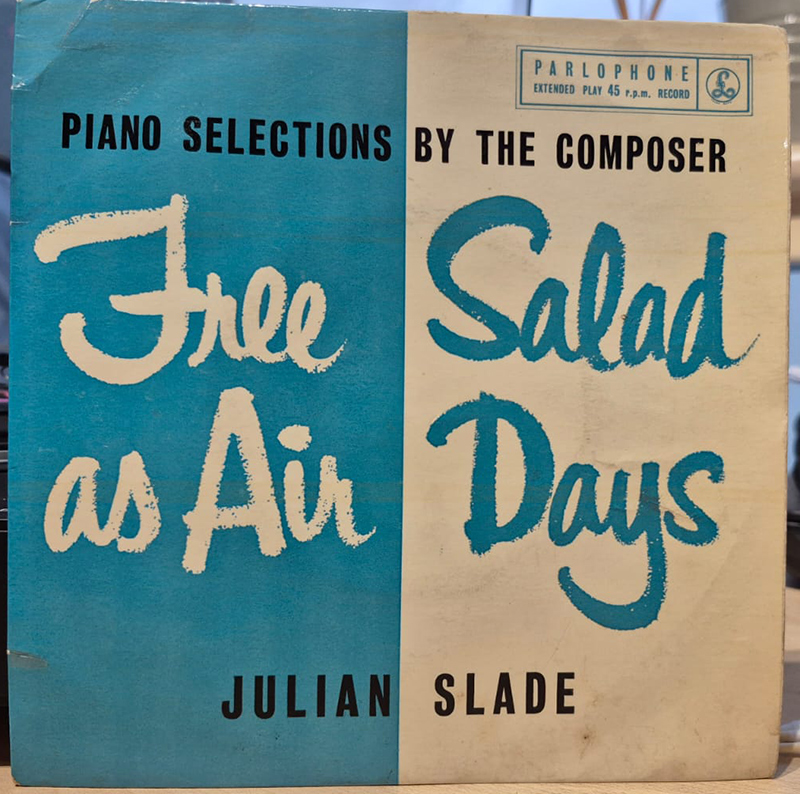 PARLOPHONE
EXTENDED PLAY 45 r.p.m. RECORD
£
PIANO SELECTIONS BY THE COMPOSER
Free
as Air
Salad
Days
JULIAN SLADE